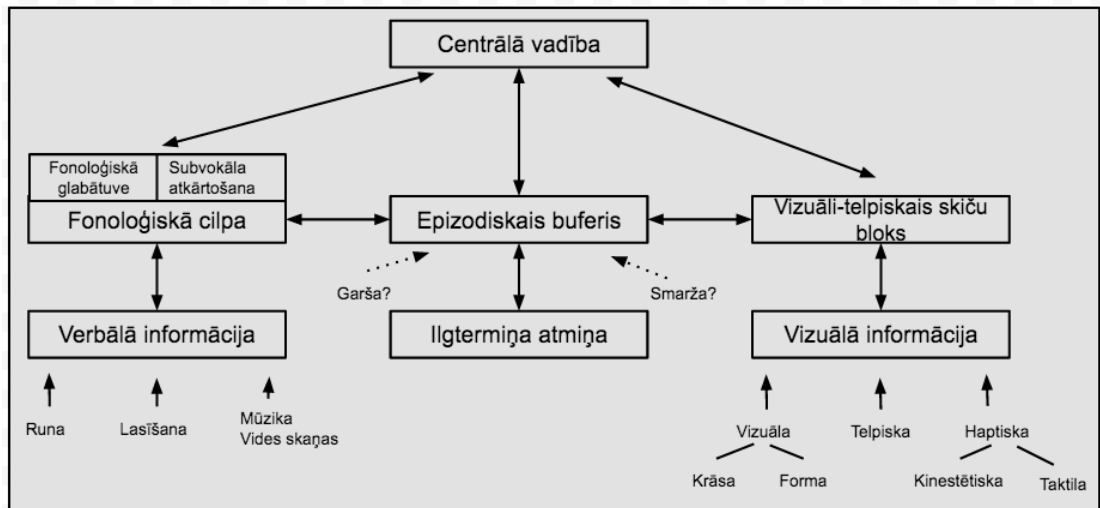 Centrālā vadība
Fonoloģiskā
glabātuve
Subvokāla
atkārtošana
Fonoloģiskā cilpa
Epizodiskais buferis
Vizuāli-telpiskais skiču
bloks
Garša?
Smarža?
Verbālā informācija
Ilgtermiņa atmiņa
Vizuālā informācija
Runa
Lasīšana
Mūzika
Vides skaņas
Vizuāla
Telpiska
Haptiska
Krāsa
Forma
Kinestētiska
Taktila